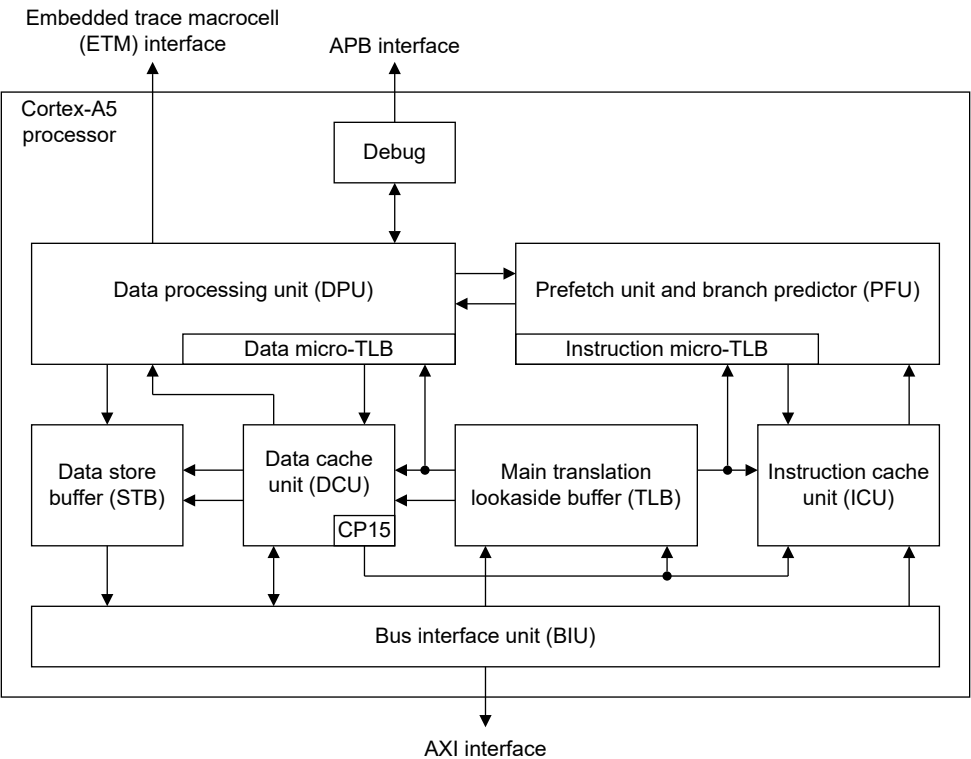 Embedded trace macrocell
(ETM) interface
APB interface
Cortex-A5
processor
Debug
Data processing unit (DPU)
Prefetch unit and branch predictor (PFU)
Data micro-TLB
Instruction micro-TLB
Data store
buffer (STB)
Data cache
unit (DCU)
CP15
Main translation
lookaside buffer (TLB)
Instruction cache
unit (ICU)
Bus interface unit (BIU)
AXI interface